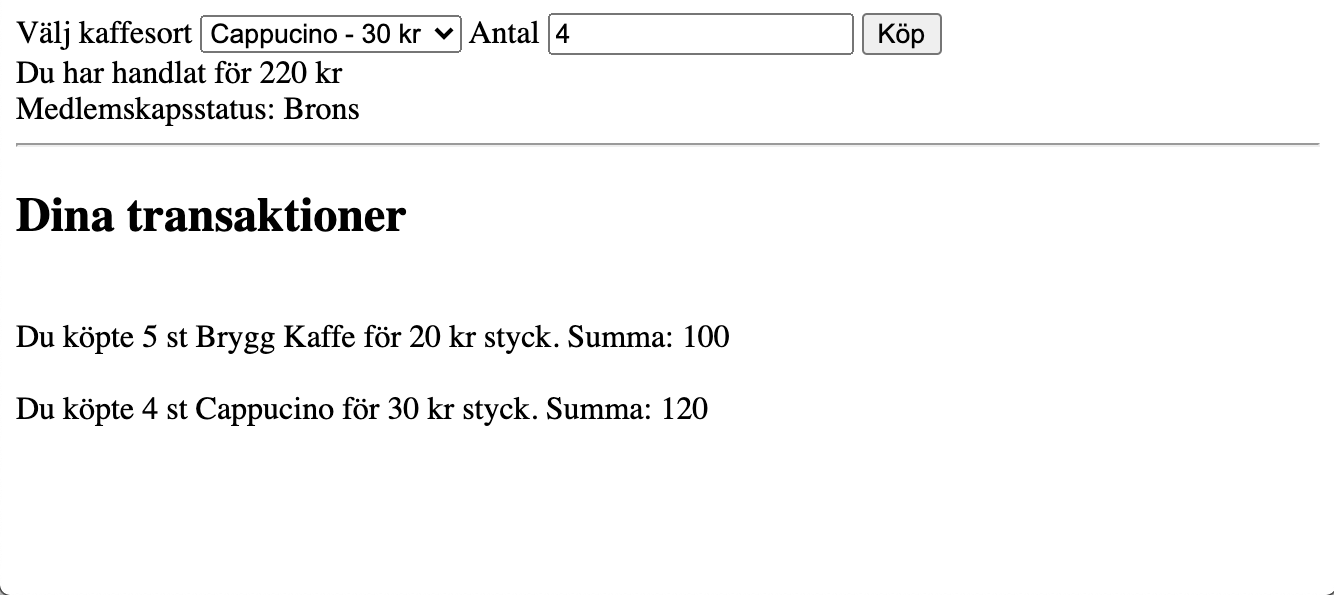 Välj kaffesort Cappucino - 30 kr Antal 4 Köp
Du har handlat för 220 kr
Medlemskapsstatus: Brons
Dina transaktioner
Du köpte 5 st Brygg Kaffe för 20 kr styck. Summa: 100
Du köpte 4 st Cappucino för 30 kr styck. Summa: 120